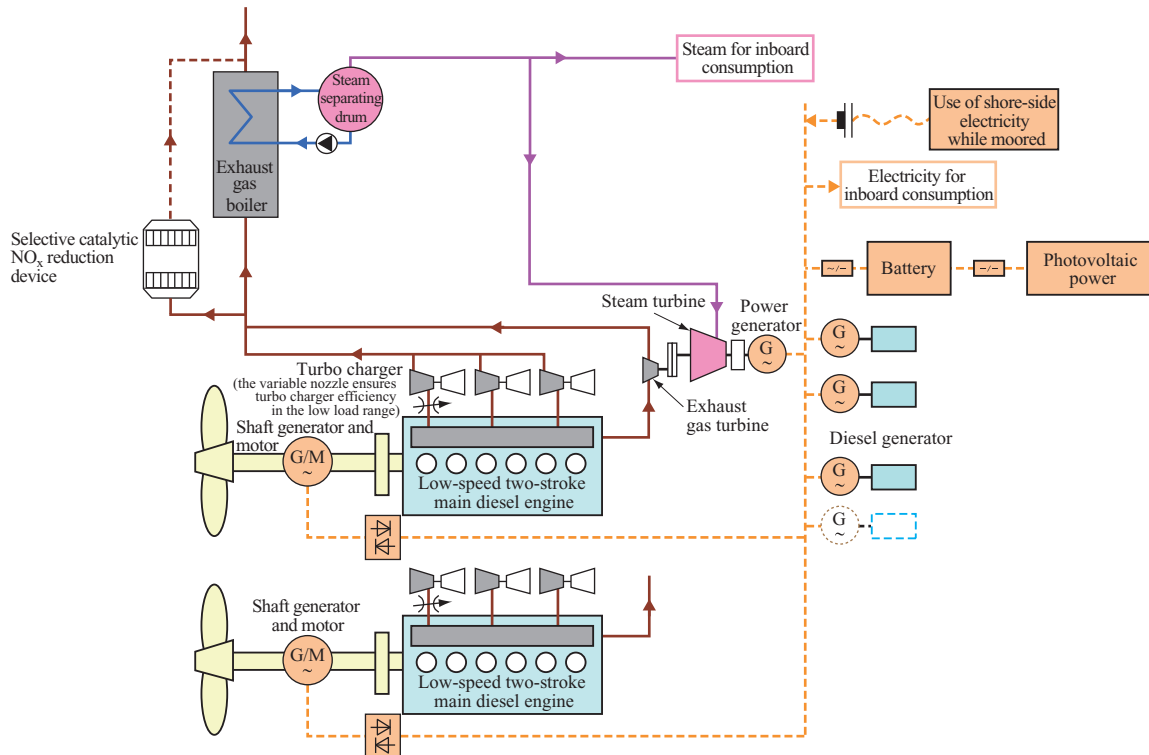 Steam
separating
drum
Steam for inboard
consumption
Use of shore-side
electricity
while moored
Electricity for
inboard consumption
Exhaust
gas
boiler
Selective catalytic
NOx reduction
device
~/−
Battery
−/−
Photovoltaic
power
Steam turbine
Power
generator
G
~
G
~
G
~
Turbo charger
(the variable nozzle ensures
turbo charger efficiency
in the low load range)
Exhaust
gas turbine
Shaft generator and
motor
G/M
~
Low-speed two-stroke
main diesel engine
Diesel generator
G
~
G
~
Shaft generator
and motor
G/M
~
Low-speed two-stroke
main diesel engine